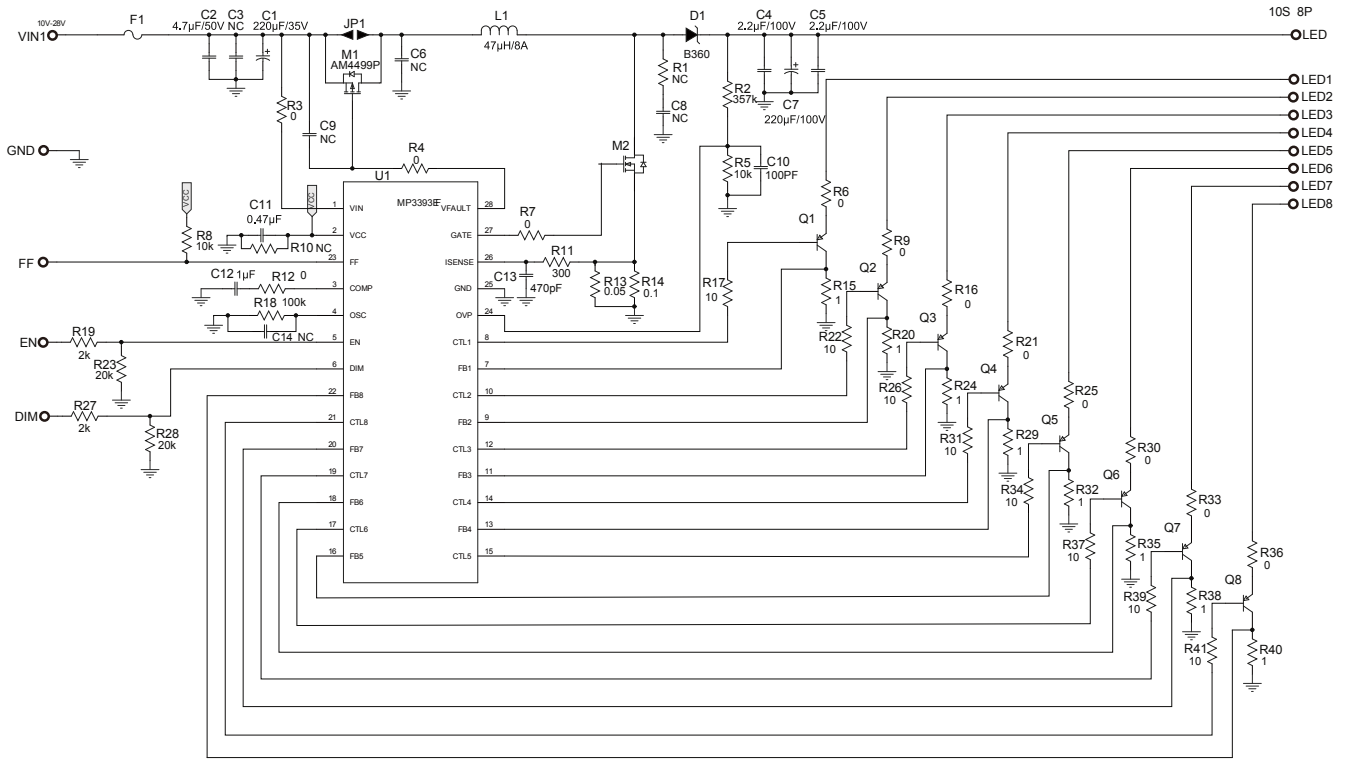 10S 8P
VIN1
10V-28V
F1
C2
4.7μF/50V
C3
NC
C1
220μF/35V
JP1
M1
AM4499P
C6
NC
L1
47μH/8A
D1
B360
C4
2.2μF/100V
C5
2.2μF/100V
C7
220μF/100V
LED
LED1
LED2
LED3
LED4
LED5
LED6
LED7
LED8
R3
0
C9
NC
R1
NC
C8
NC
R2
357k
GND
R4
0
M2
R5
10k
C10
100PF
VCC
VCC
U1
MP3393E
C11
0.47μF
R8
10k
R10 NC
FF
C12 1μF
R12 0
R18 100k
C14 NC
EN
R19
2k
R23
20k
DIM
R27
2k
R28
20k
1 VIN
2 VCC
23 FF
3 COMP
4 OSC
5 EN
6 DIM
22 FB8
21 CTL8
20 FB7
19 CTL7
18 FB6
17 CTL6
16 FB5
VFAULT 28
GATE 27
ISENSE 26
GND 25
OVP 24
CTL1 8
FB1 7
CTL2 10
FB2 9
CTL3 12
FB3 11
CTL4 14
FB4 13
CTL5 15
R7
0
R11
300
C13
470pF
R13
0.05
R14
0.1
R6
0
Q1
R17
10
R15
1
R9
0
Q2
R22
10
R20
1
R16
0
Q3
R26
10
R24
1
R21
0
Q4
R31
10
R29
1
R25
0
Q5
R34
10
R32
1
R30
0
Q6
R37
10
R35
1
R33
0
Q7
R39
10
R38
1
R36
0
Q8
R41
10
R40
1